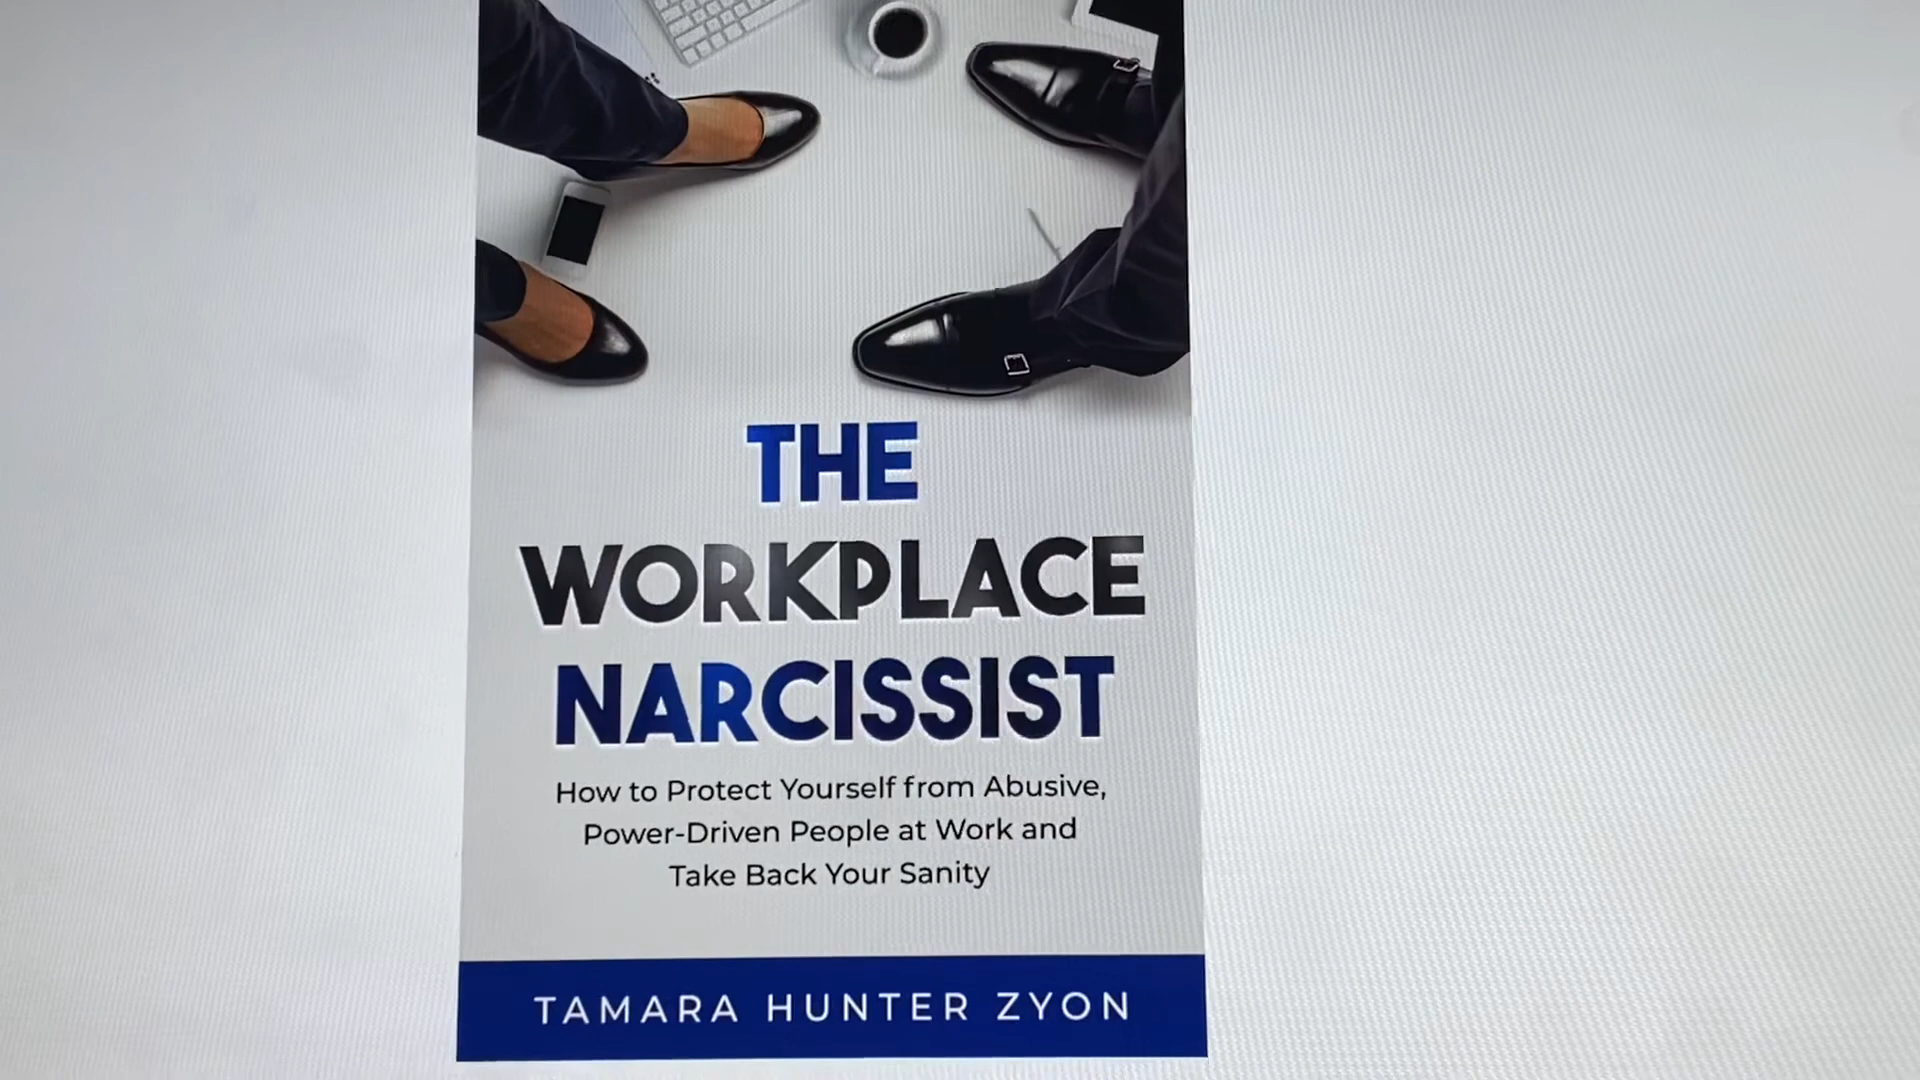 THE
WORKPLACE
NARCISSIST
How to Protect Yourself from Abusive,
Power-Driven People at Work and
Take Back Your Sanity
TAMARA HUNTER ZYON